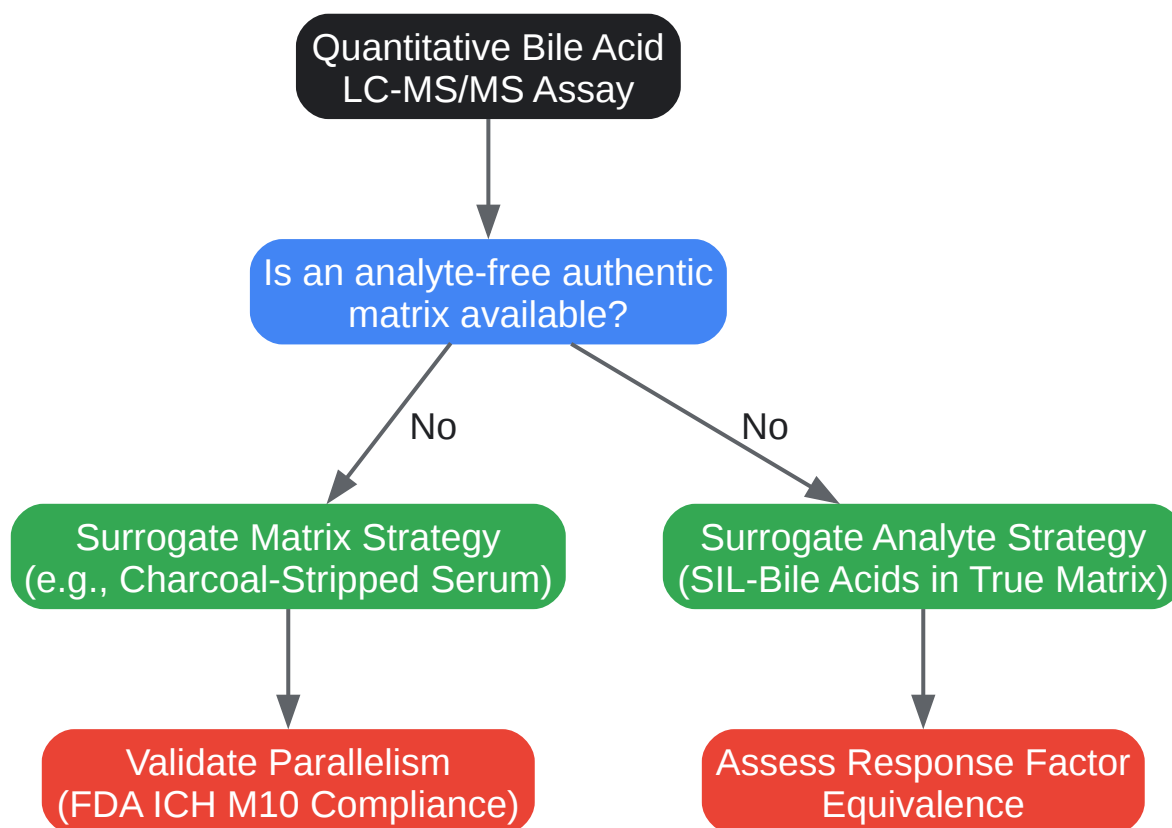 Quantitative Bile Acid
LC-MS/MS Assay
Is an analyte-free authentic
matrix available?
No
No
Surrogate Matrix Strategy
(e.g., Charcoal-Stripped Serum)
Surrogate Analyte Strategy
(SIL-Bile Acids in True Matrix)
Validate Parallelism
(FDA ICH M10 Compliance)
Assess Response Factor
Equivalence